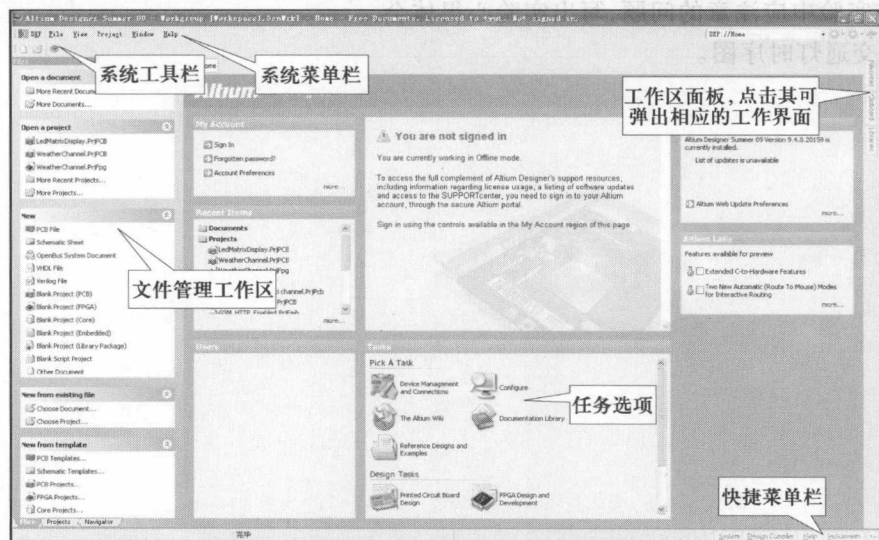 Altium Designer Summer 09 - Workgroup [Workspace1.DsnWrk] - Home - Free Documents. Licensed to tyut. Not signed in.
DXP File View Project Window Help
DXP //Home
系统工具栏
系统菜单栏
工作区面板,点击其可
弹出相应的工作界面
Open a document
More Recent Documents
More Documents...
Open a project
LedMatrixDisplay.PrjPCB
WeatherChannel.PrjPCB
WeatherChannel.PrjFpg
More Recent Projects...
More Projects...
New
PCB File
Schematic Sheet
OpenBus System Document
VHDL File
Verilog File
Blank Project (PCB)
Blank Project (FPGA)
Blank Project (Core)
Blank Project (Embedded)
Blank Project (Library Package)
Blank Script Project
Other Document
文件管理工作区
New from existing file
Choose Document...
Choose Project...
New from template
PCB Templates...
Schematic Templates...
PCB Projects...
FPGA Projects...
Core Projects...
Files Projects Navigator
Altium
My Account
Sign In
Forgotten password?
Account Preferences
more...
Recent Items
Documents
Projects
LedMatrixDisplay.PrjPCB
WeatherChannel.PrjPCB
WeatherChannel.PrjFpg
channel.PrjPcb
PrjPCB
GSM_HTTP_Enabled.PrjEmb
more...
Users
You are not signed in
You are currently working in Offline mode.
To access the full complement of Altium Designer's support resources,
including information regarding license usage, a listing of software updates
and access to the SUPPORTcenter, you need to sign in to your Altium
account, through the secure Altium portal.
Sign in using the controls available in the My Account region of this page
Altium Designer Summer 09 Version 9.4.0.20159 is
currently installed.
List of updates is unavailable
Altium Web Update Preferences
more...
Altium Labs
Features available for preview
Extended C-to-Hardware Features
Two New Automatic (Route To Mouse) Modes
for Interactive Routing
more...
Tasks
Pick A Task
Device Management
and Connections
Configure
The Altium Wiki
Documentation Library
Reference Designs and
Examples
任务选项
Design Tasks
Printed Circuit Board
Design
FPGA Design and
Development
快捷菜单栏
完毕
System Design Compiler Help Instruments